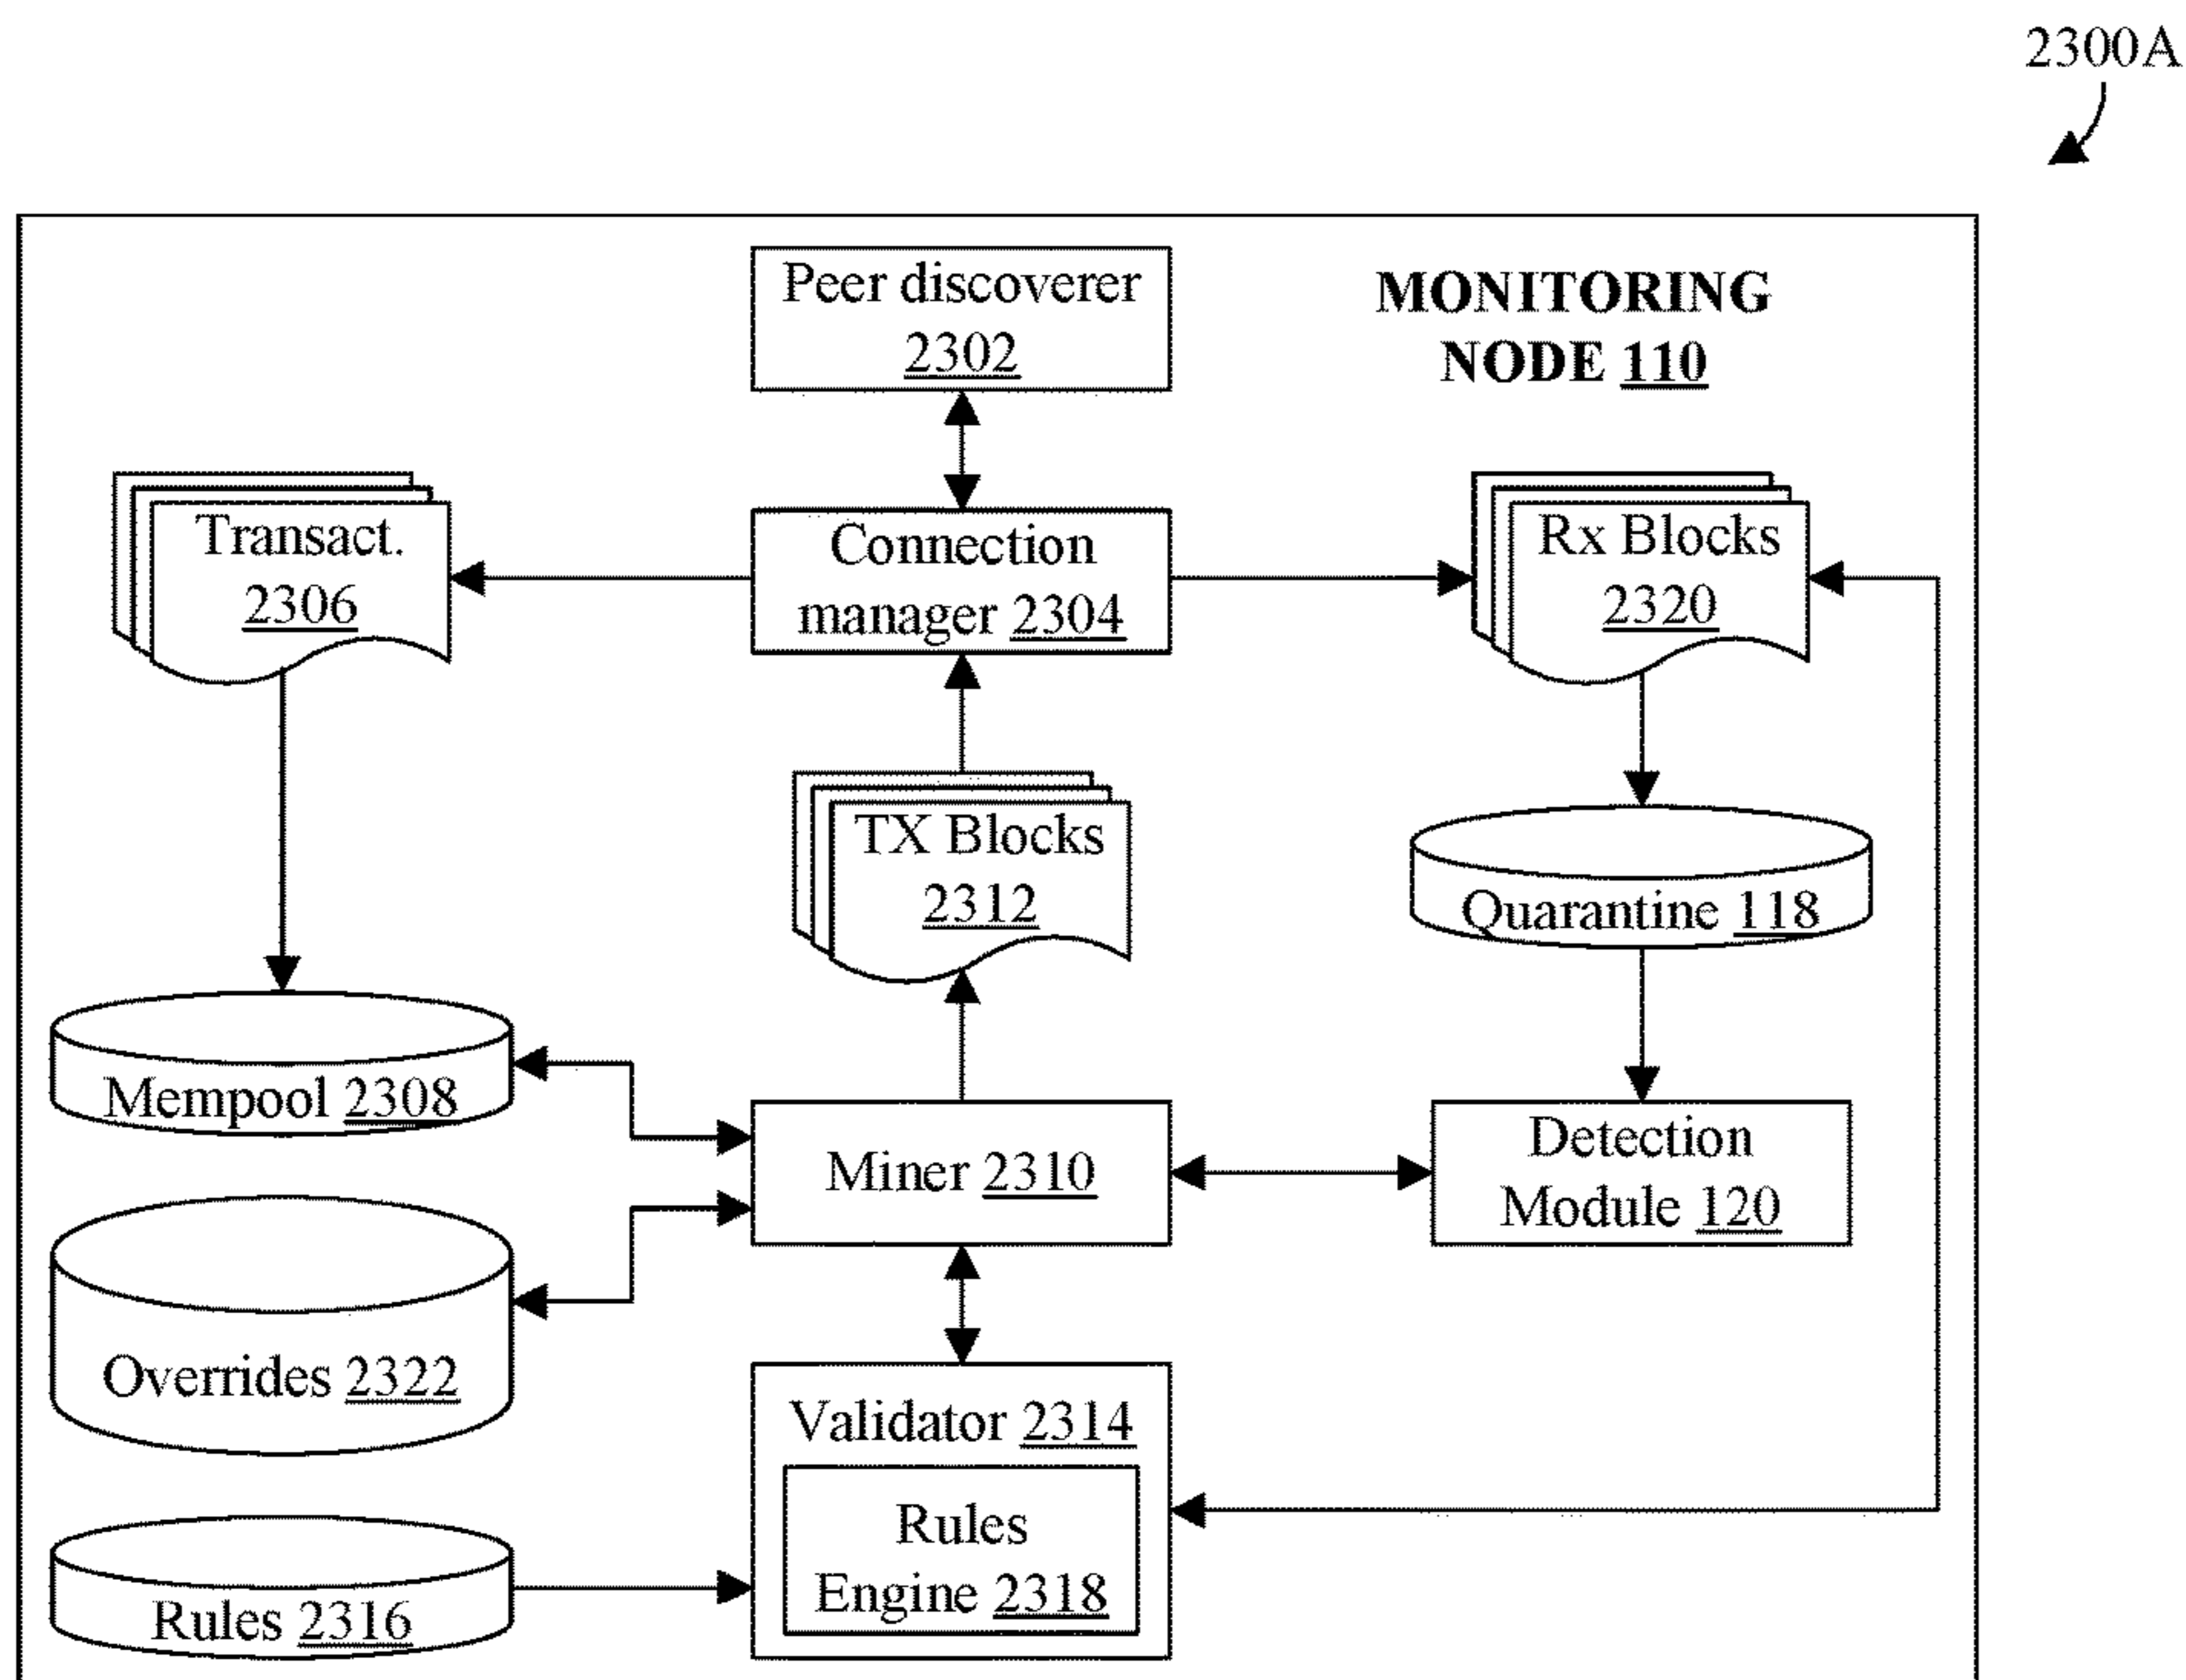 2300A
Peer discoverer
2302
MONITORING
NODE 110
Transact.
2306
Connection
manager 2304
Rx Blocks
2320
TX Blocks
2312
Quarantine 118
Mempool 2308
Miner 2310
Detection
Module 120
Overrides 2322
Validator 2314
Rules
Engine 2318
Rules 2316